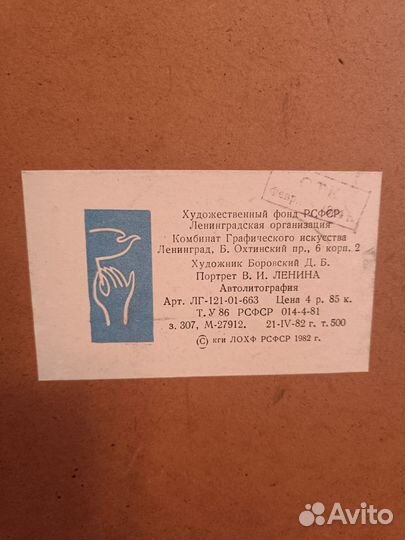 ОТК
Февр
Художественный фонд РСФСР
Ленинградская организация
Комбинат Графического искусства
Ленинград, Б. Охтинский пр., 6 корп. 2
Художник Боровский Д. Б.
Портрет В. И. ЛЕНИНА
Автолитография
Арт. ЛГ-121-01-663 Цена 4 р. 85 к.
Т. У 86 РСФСР 014-4-81
з. 307, М-27912. 21-IV-82 г. т. 500
(С) кги ЛОХФ РСФСР 1982 г.
Avito